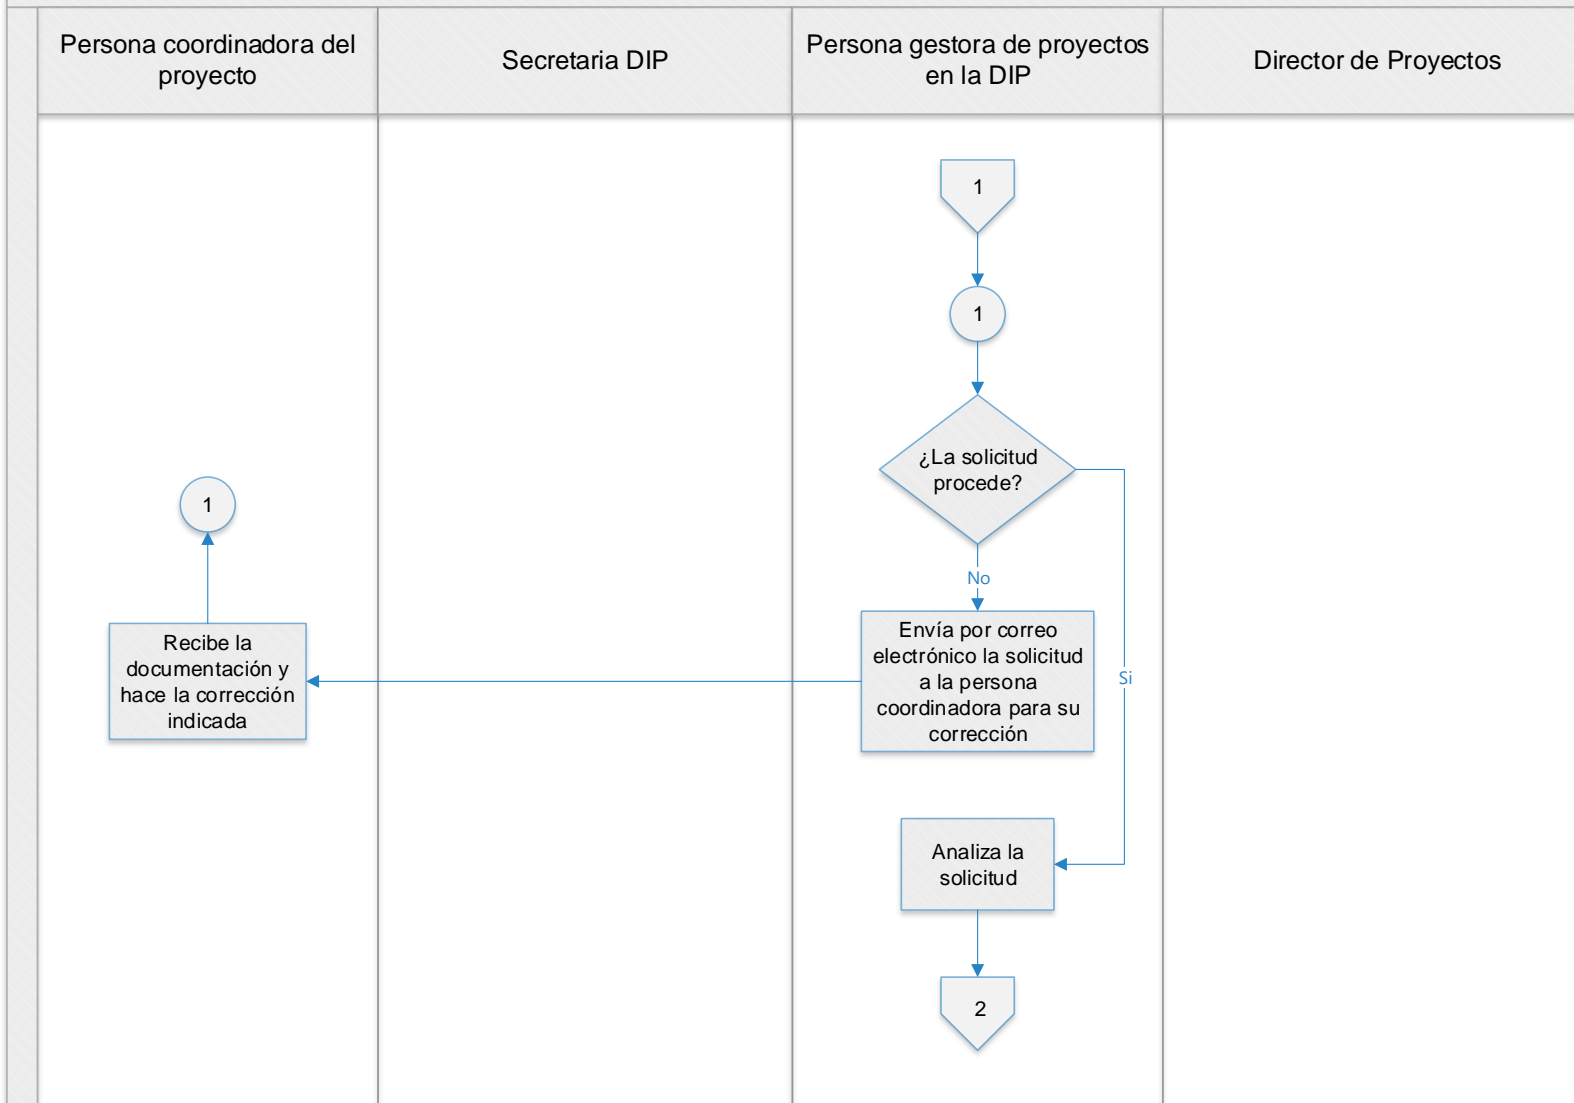 Persona coordinadora del
proyecto
Secretaria DIP
Persona gestora de proyectos
en la DIP
Director de Proyectos
1
1
¿La solicitud
procede?
No
Si
Envía por correo
electrónico la solicitud
a la persona
coordinadora para su
corrección
1
Recibe la
documentación y
hace la corrección
indicada
Analiza la
solicitud
2